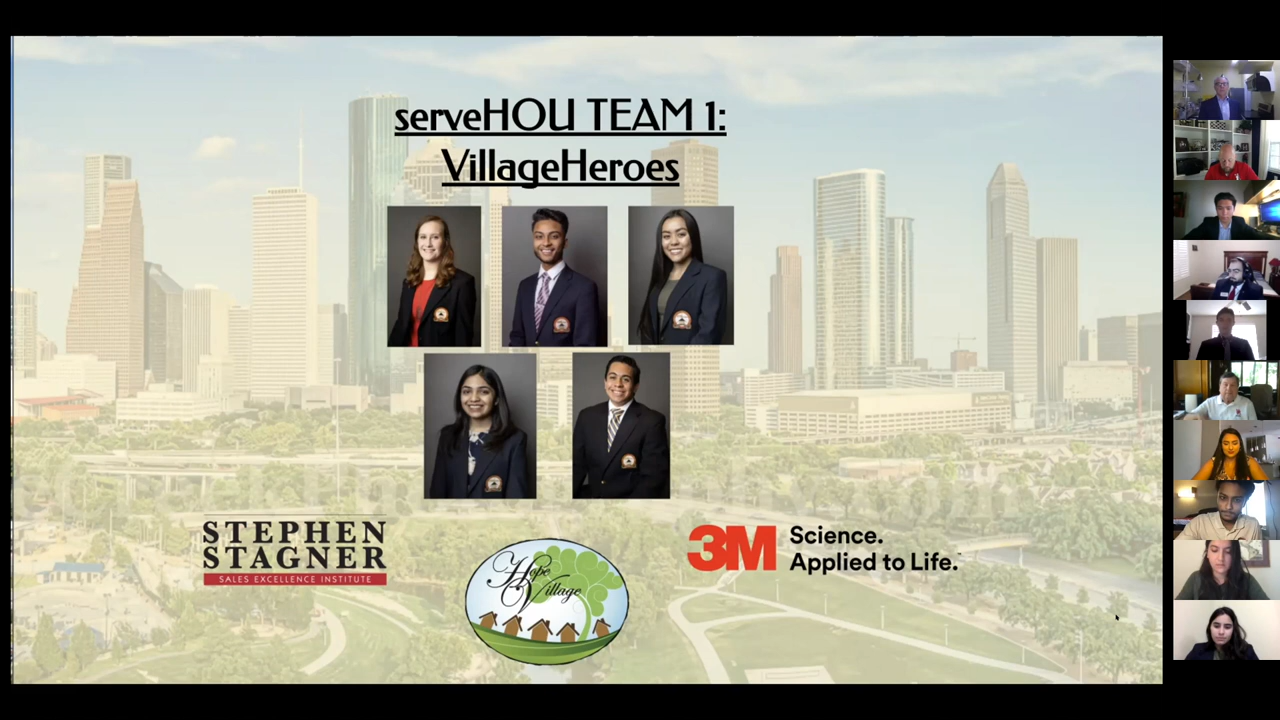 serveHOU TEAM 1:
VillageHeroes
STEPHEN
STAGNER
SALES EXCELLENCE INSTITUTE
Hope
Village
3M Science.
Applied to Life.